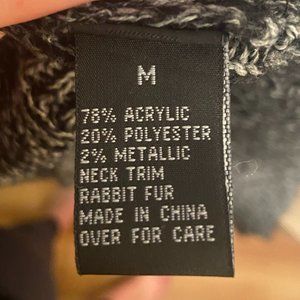 M
78% ACRYLIC
20% POLYESTER
2% METALLIC
NECK TRIM
RABBIT FUR
MADE IN CHINA
OVER FOR CARE